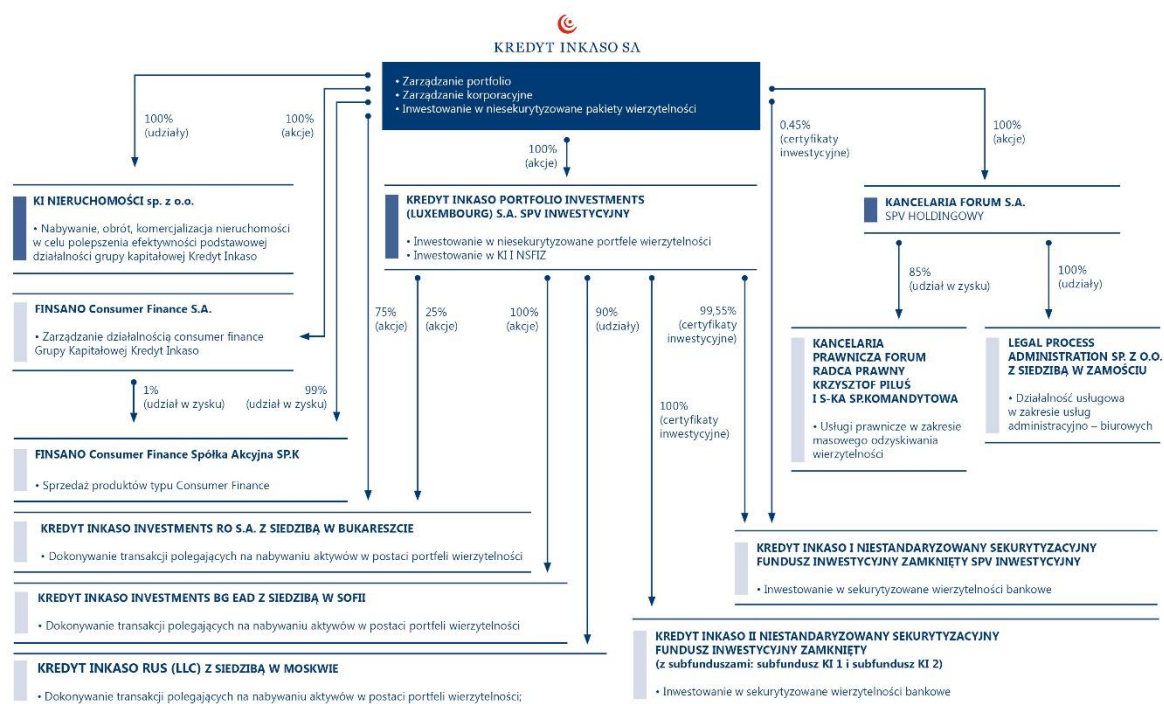 KREDYT INKASO SA
• Zarządzanie portfolio
• Zarządzanie korporacyjne
• Inwestowanie w niesekurytyzowane pakiety wierzytelności
100%
(udziały)
100%
(akcje)
100%
(akcje)
0,45%
(certyfikaty
inwestycyjne)
100%
(akcje)
KI NIERUCHOMOŚCI sp. z o.o.
• Nabywanie, obrót, komercjalizacja nieruchomości
w celu polepszenia efektywności podstawowej
działalności grupy kapitałowej Kredyt Inkaso
KREDYT INKASO PORTFOLIO INVESTMENTS
(LUXEMBOURG) S.A. SPV INWESTYCYJNY
• Inwestowanie w niesekurytyzowane portfele wierzytelności
• Inwestowanie w KI I NSFIZ
KANCELARIA FORUM S.A.
SPV HOLDINGOWY
85%
(udział w zysku)
100%
(udziały)
FINSANO Consumer Finance S.A.
• Zarządzanie działalnością consumer finance
Grupy Kapitałowej Kredyt Inkaso
75%
(akcje)
25%
(akcje)
100%
(akcje)
90%
(udziały)
99,55%
(certyfikaty
inwestycyjne)
100%
(certyfikaty
inwestycyjne)
KANCELARIA
PRAWNICZA FORUM
RADCA PRAWNY
KRZYSZTOF PILUŚ
I S-KA SP.KOMANDYTOWA
• Usługi prawnicze w zakresie
masowego odzyskiwania
wierzytelności
LEGAL PROCESS
ADMINISTRATION SP. Z O.O.
Z SIEDZIBĄ W ZAMOŚCIU
• Działalność usługowa
w zakresie usług
administracyjno – biurowych
1%
(udział w zysku)
99%
(udział w zysku)
FINSANO Consumer Finance Spółka Akcyjna SP.K
• Sprzedaż produktów typu Consumer Finance
KREDYT INKASO INVESTMENTS RO S.A. Z SIEDZIBĄ W BUKARESZCIE
• Dokonywanie transakcji polegających na nabywaniu aktywów w postaci portfeli wierzytelności
KREDYT INKASO INVESTMENTS BG EAD Z SIEDZIBĄ W SOFII
• Dokonywanie transakcji polegających na nabywaniu aktywów w postaci portfeli wierzytelności
KREDYT INKASO RUS (LLC) Z SIEDZIBĄ W MOSKWIE
• Dokonywanie transakcji polegających na nabywaniu aktywów w postaci portfeli wierzytelności;
KREDYT INKASO I NIESTANDARYZOWANY SEKURYTYZACYJNY
FUNDUSZ INWESTYCYJNY ZAMKNIĘTY SPV INWESTYCYJNY
• Inwestowanie w sekurytyzowane wierzytelności bankowe
KREDYT INKASO II NIESTANDARYZOWANY SEKURYTYZACYJNY
FUNDUSZ INWESTYCYJNY ZAMKNIĘTY
(z subfunduszami: subfundusz KI 1 i subfundusz KI 2)
• Inwestowanie w sekurytyzowane wierzytelności bankowe